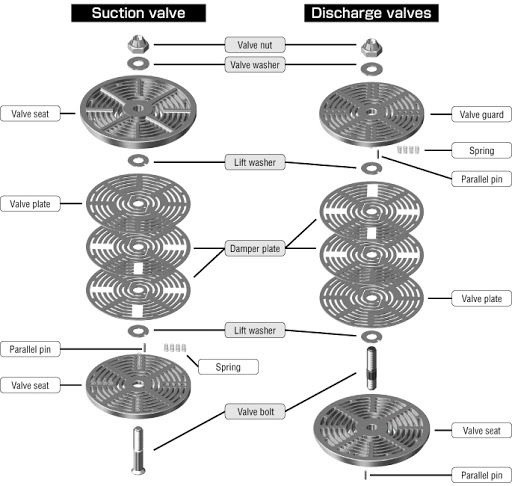 Suction valve
Discharge valves
Valve nut
Valve washer
Valve seat
Valve guard
Spring
Lift washer
Parallel pin
Valve plate
Damper plate
Valve plate
Lift washer
Parallel pin
Spring
Valve seat
Valve bolt
Valve seat
Parallel pin